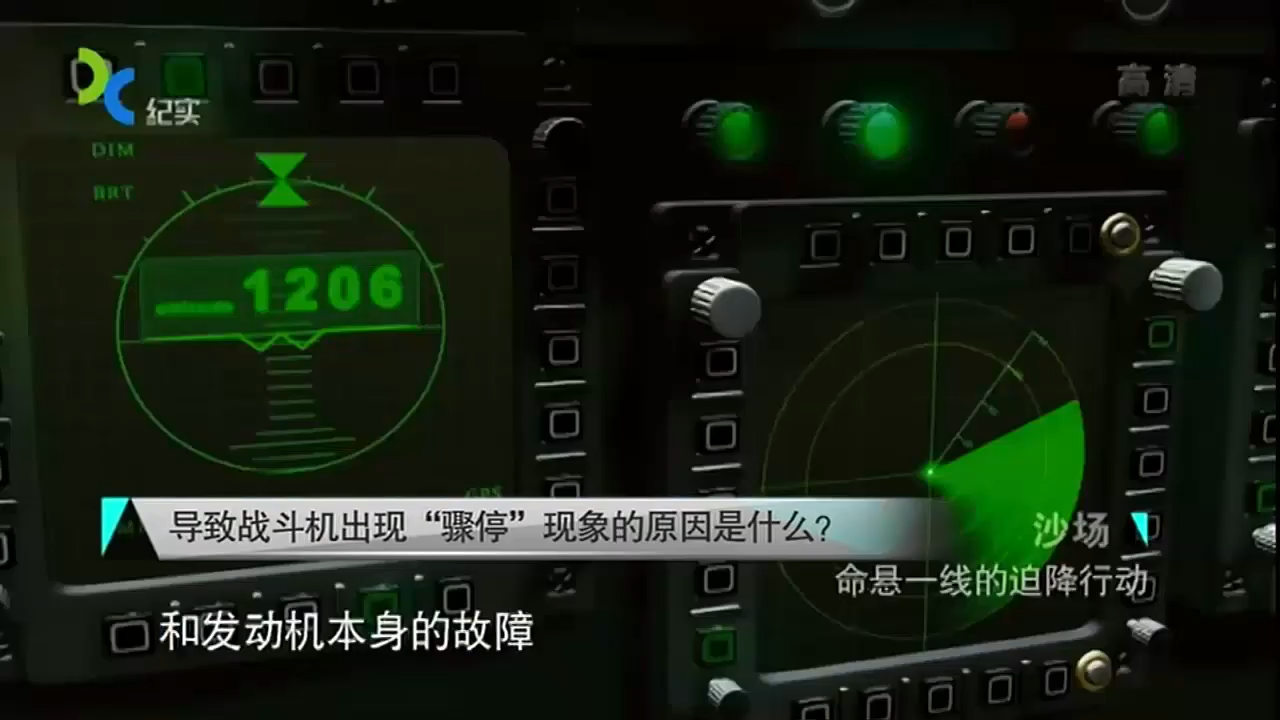 纪实
高清
DIM
BRT
1206
GPS
导致战斗机出现“骤停”现象的原因是什么?
沙场
命悬一线的迫降行动
和发动机本身的故障